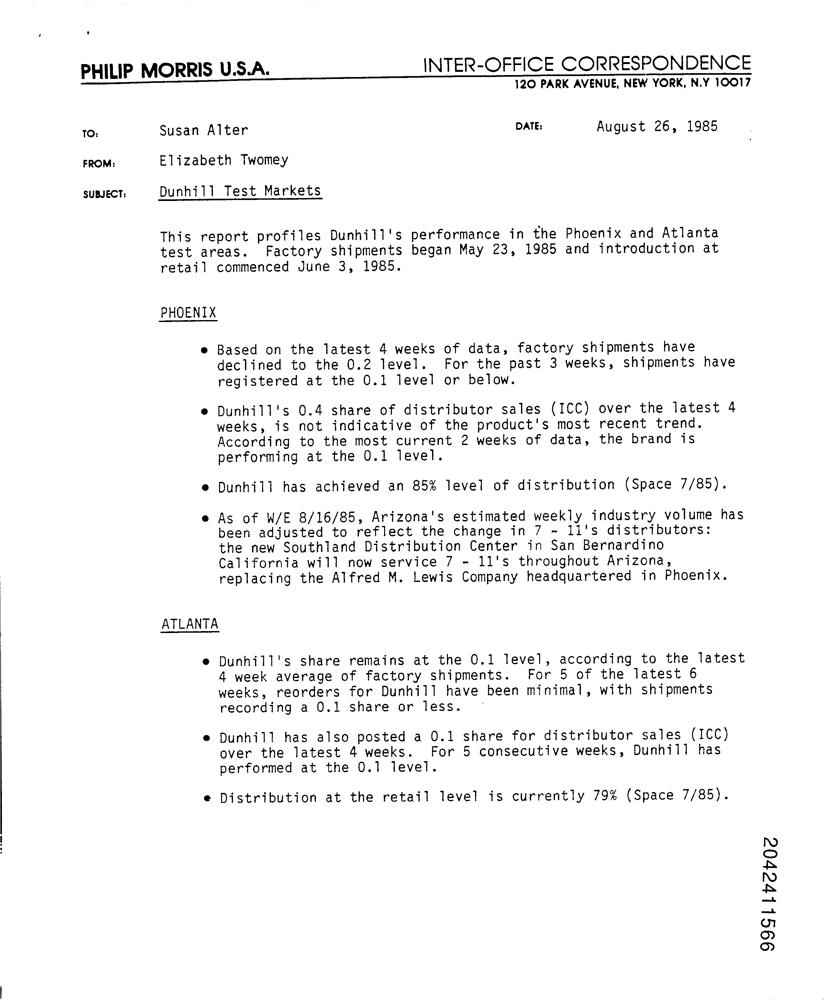 PHILIP MORRIS U.S.A.
INTER-OFFICE CORRESPONDENCE
120 PARK AVENUE, NEW YORK, N.Y 10017
TO: Susan Alter DATE: August 26, 1985
FROM: Elizabeth Twomey
SUBJECT: Dunhill Test Markets
This report profiles Dunhill's performance in the Phoenix and Atlanta
test areas. Factory shipments began May 23, 1985 and introduction at
retail commenced June 3, 1985.
PHOENIX
• Based on the latest 4 weeks of data, factory shipments have
declined to the 0.2 level. For the past 3 weeks, shipments have
registered at the 0.1 level or below.
• Dunhill's 0.4 share of distributor sales (ICC) over the latest 4
weeks, is not indicative of the product's most recent trend.
According to the most current 2 weeks of data, the brand is
performing at the 0.1 level.
• Dunhill has achieved an 85% level of distribution (Space 7/85).
• As of W/E 8/16/85, Arizona's estimated weekly industry volume has
been adjusted to reflect the change in 7 - 11's distributors:
the new Southland Distribution Center in San Bernardino
California will now service 7 - 11's throughout Arizona,
replacing the Alfred M. Lewis Company headquartered in Phoenix.
ATLANTA
• Dunhill's share remains at the 0.1 level, according to the latest
4 week average of factory shipments. For 5 of the latest 6
weeks, reorders for Dunhill have been minimal, with shipments
recording a 0.1 share or less.
• Dunhill has also posted a 0.1 share for distributor sales (ICC)
over the latest 4 weeks. For 5 consecutive weeks, Dunhill has
performed at the 0.1 level.
• Distribution at the retail level is currently 79% (Space 7/85).
2042411566